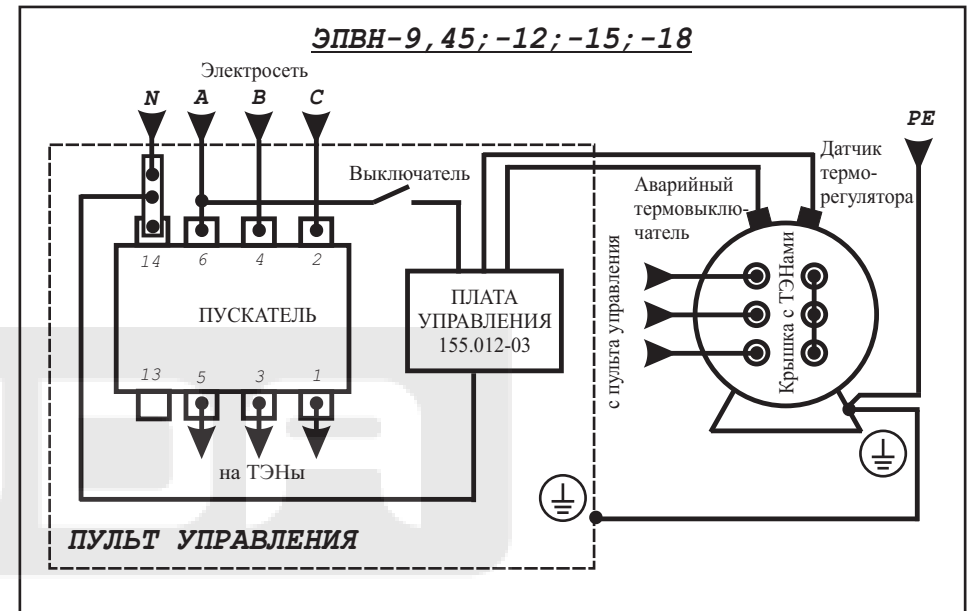 ЭПВН-9,45;-12;-15;-18
Электросеть
N A B C
PE
Выключатель
Датчик
термо-
регулятора
Аварийный
термовыклю-
чатель
14 6 4 2
ПУСКАТЕЛЬ
13 5 3 1
на ТЭНы
ПЛАТА
УПРАВЛЕНИЯ
155.012-03
с пульта управления
Крышка с ТЭНами
ПУЛЬТ УПРАВЛЕНИЯ